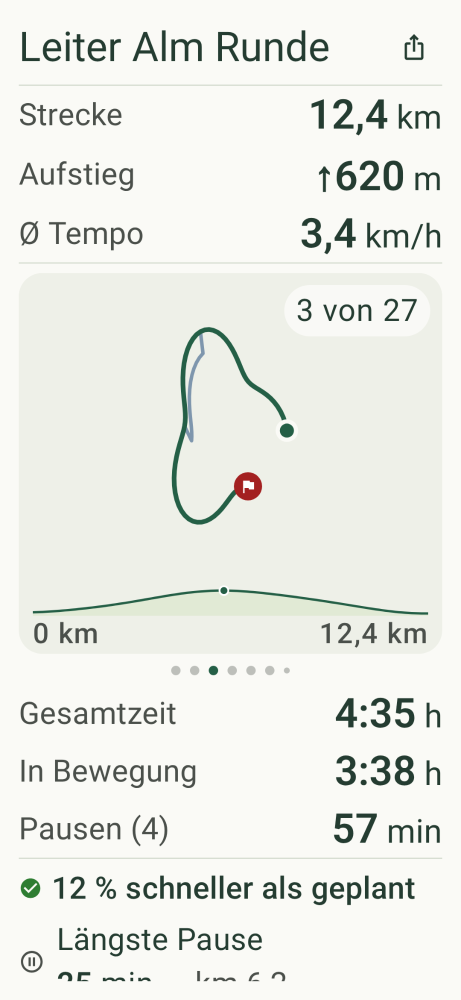 Leiter Alm Runde
Strecke 12,4 km
Aufstieg ↑620 m
Ø Tempo 3,4 km/h
3 von 27
0 km 12,4 km
Gesamtzeit 4:35 h
In Bewegung 3:38 h
Pausen (4) 57 min
12 % schneller als geplant
Längste Pause
min km